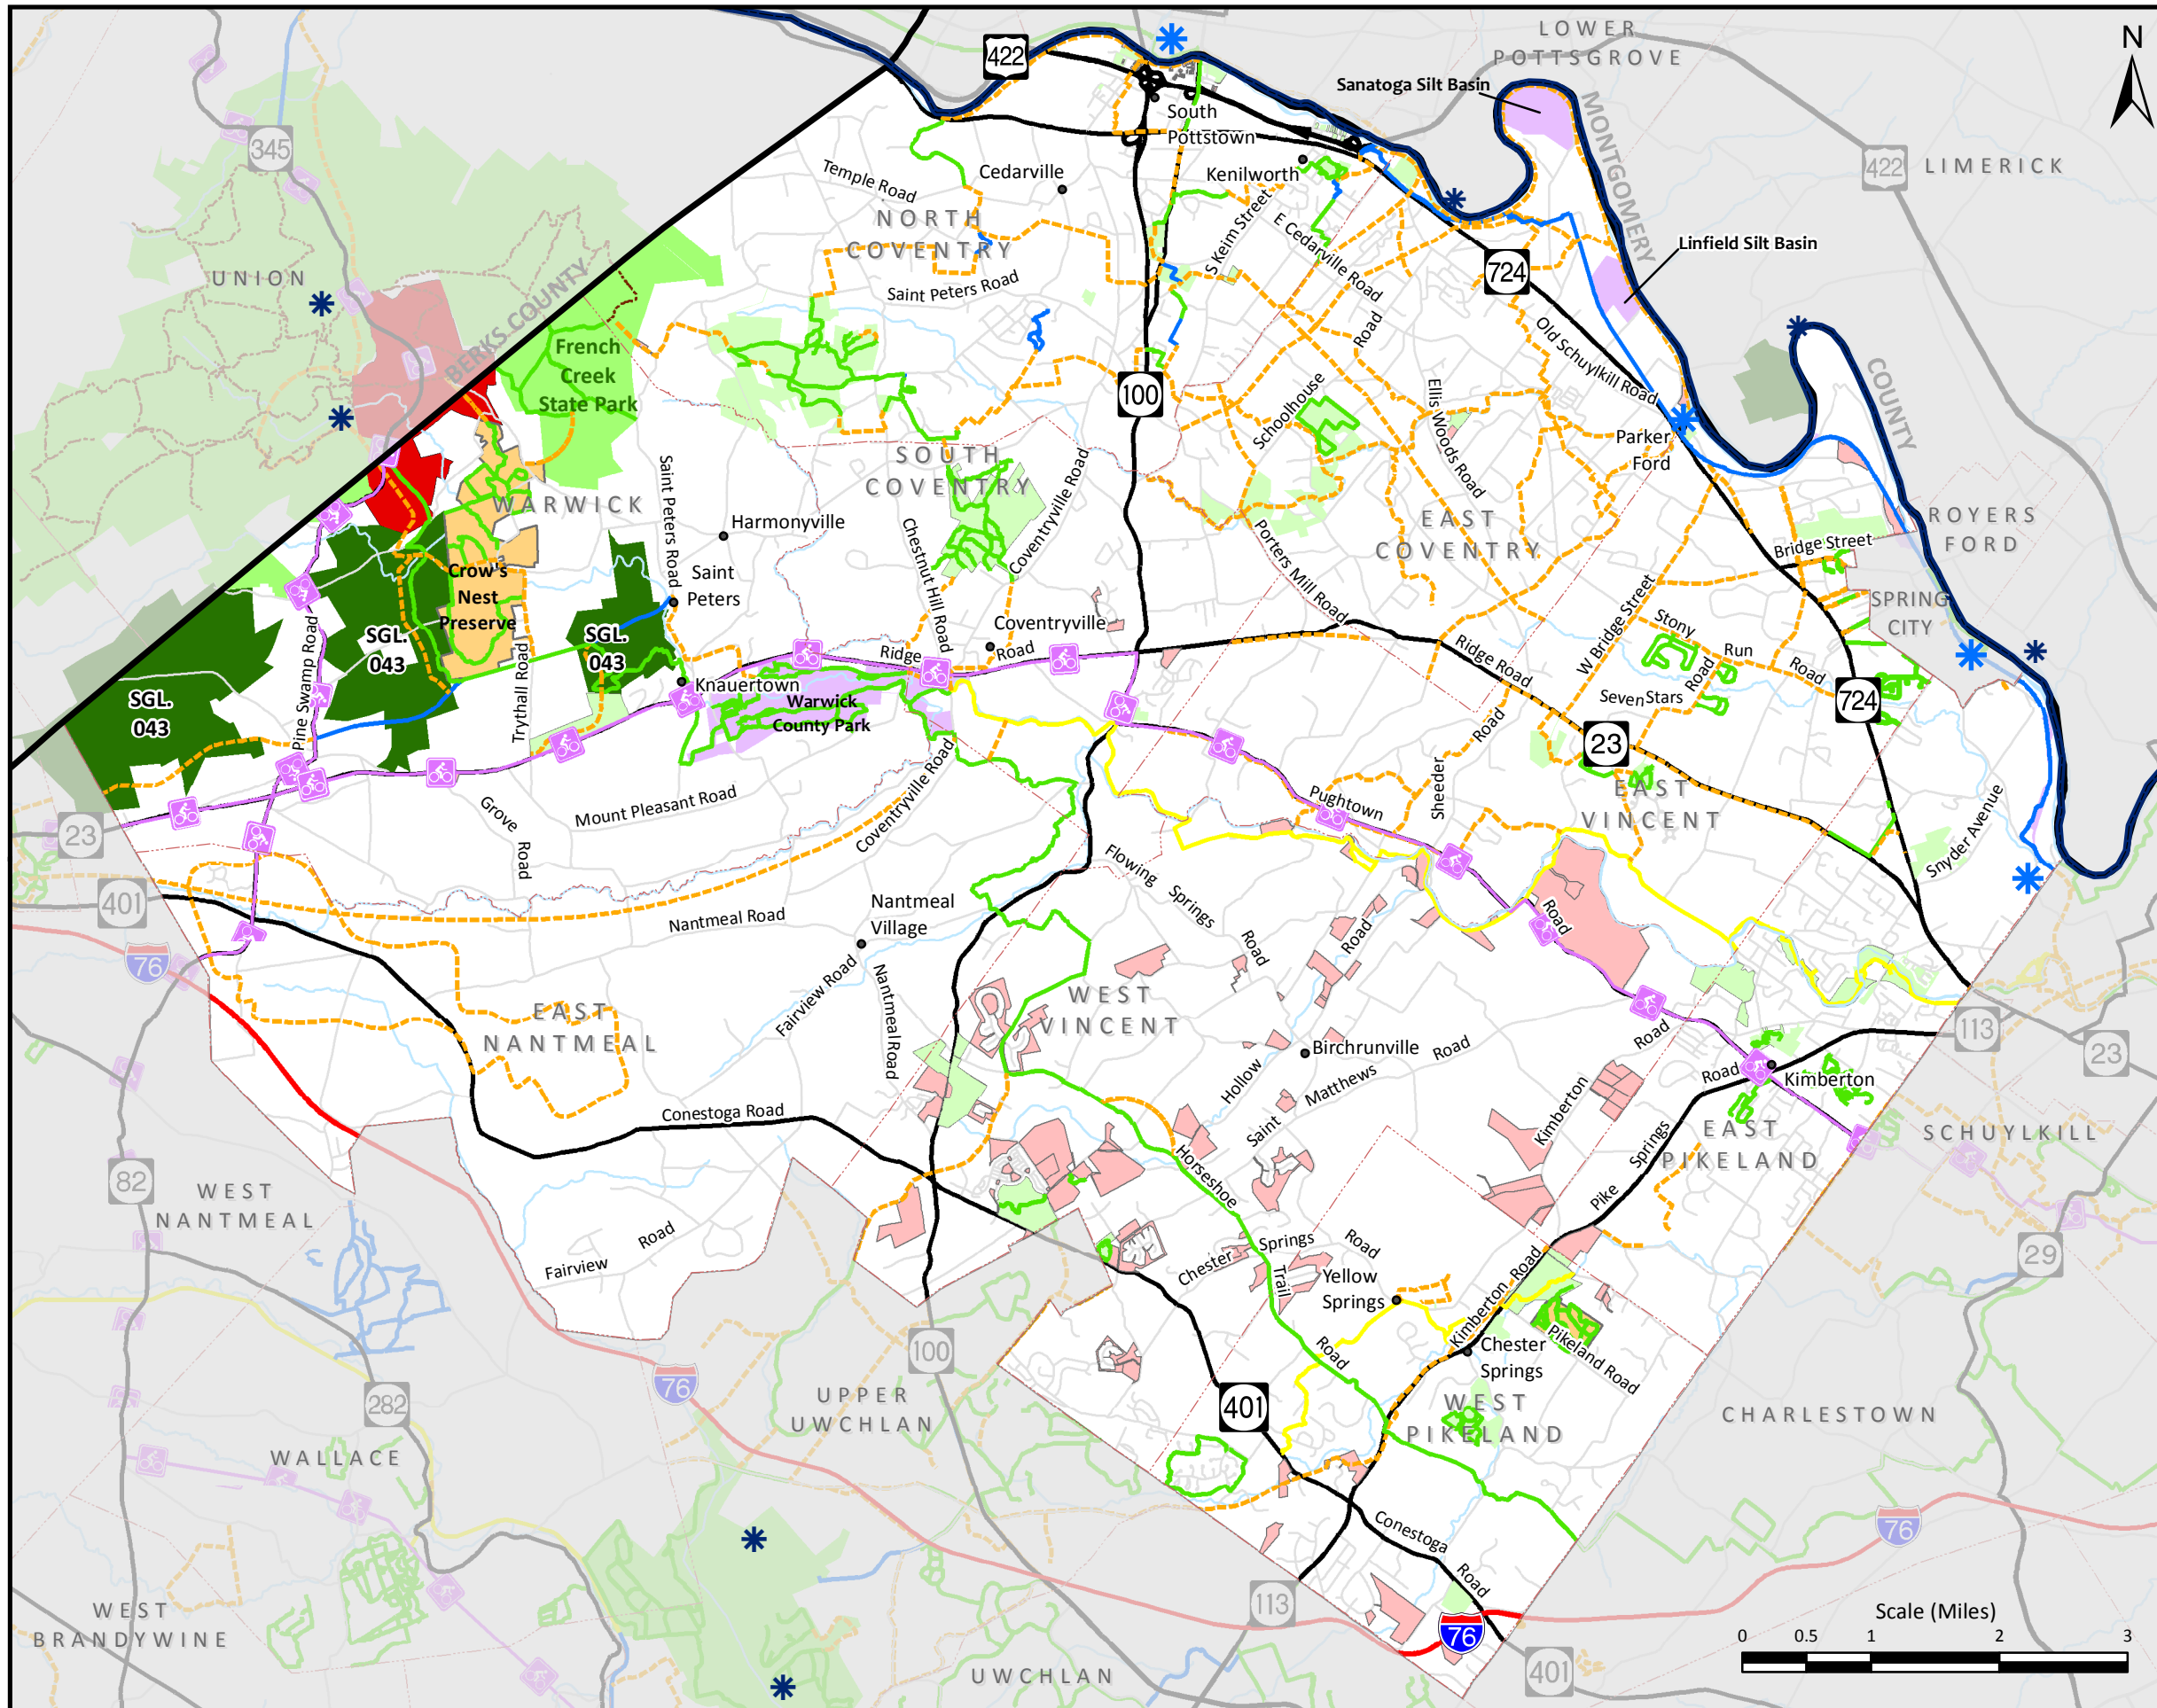 LOWER
POTTSGROVE
N
422
Sanatoga Silt Basin
South
Pottstown
MONTGOMERY
345
422
LIMERICK
Temple Road
Cedarville
Kenilworth
NORTH
COVENTRY
S Keim Street
E Cedarville Road
Linfield Silt Basin
UNION
724
Saint Peters Road
BERKS COUNTY
Old Schuylkill Road
French
Creek
State Park
Road
COUNTY
100
Schoolhouse
Ellis Woods Road
Parker
Ford
SOUTH
COVENTRY
Saint Peters Road
WARWICK
Harmonyville
Coventryville Road
Chestnut Hill Road
EAST
COVENTRY
Porters Mill Road
ROYERS
FORD
Bridge Street
Crow's
Nest
Preserve
Saint
Peters
W Bridge Street
SPRING
CITY
Stony
Run
Road
SGL.
043
SGL.
043
Coventryville
Ridge
Road
Ridge Road
Pine Swamp Road
Trythall Road
Knauertown
Seven Stars
Road
SGL.
043
Warwick
County Park
724
23
Road
Sheeder
Coventryville Road
EAST
VINCENT
Mount Pleasant Road
Pughtown
Snyder Avenue
Grove
Road
23
Flowing
Springs
Road
401
Nantmeal Road
Nantmeal
Village
Road
Road
76
Fairview Road
Nantmeal Road
WEST
VINCENT
EAST
NANTMEAL
113
23
Birchrunville
Road
Road
Hollow
Saint
Matthews
Road
Kimberton
Conestoga Road
Kimberton
EAST
PIKELAND
SCHUYLKILL
Springs
Pike
82
WEST
NANTMEAL
Horseshoe
Trail
Fairview
Road
Chester
Springs
Road
29
Yellow
Springs
Kimberton Road
Chester
Springs
Pikeland Road
Road
100
76
282
UPPER
UWCHLAN
401
WEST
PIKELAND
CHARLESTOWN
WALLACE
76
Conestoga
Road
WEST
BRANDYWINE
113
76
Scale (Miles)
0 0.5 1 2 3
UWCHLAN
401